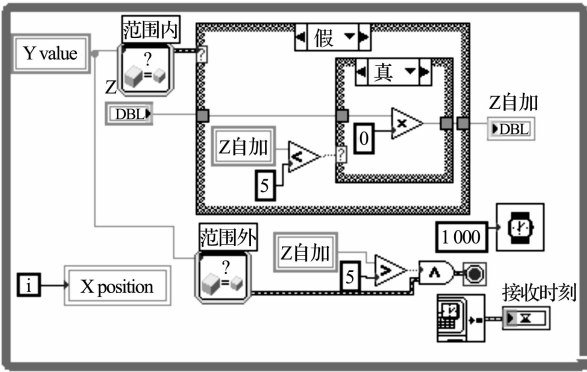 范围内
假
Y value
?
=
?
真
Z
DBL
Z自加
DBL
0
×
Z自加
<
?
5
范围外
?
=
Z自加
1 000
5
>
∧
i
X position
接收时刻